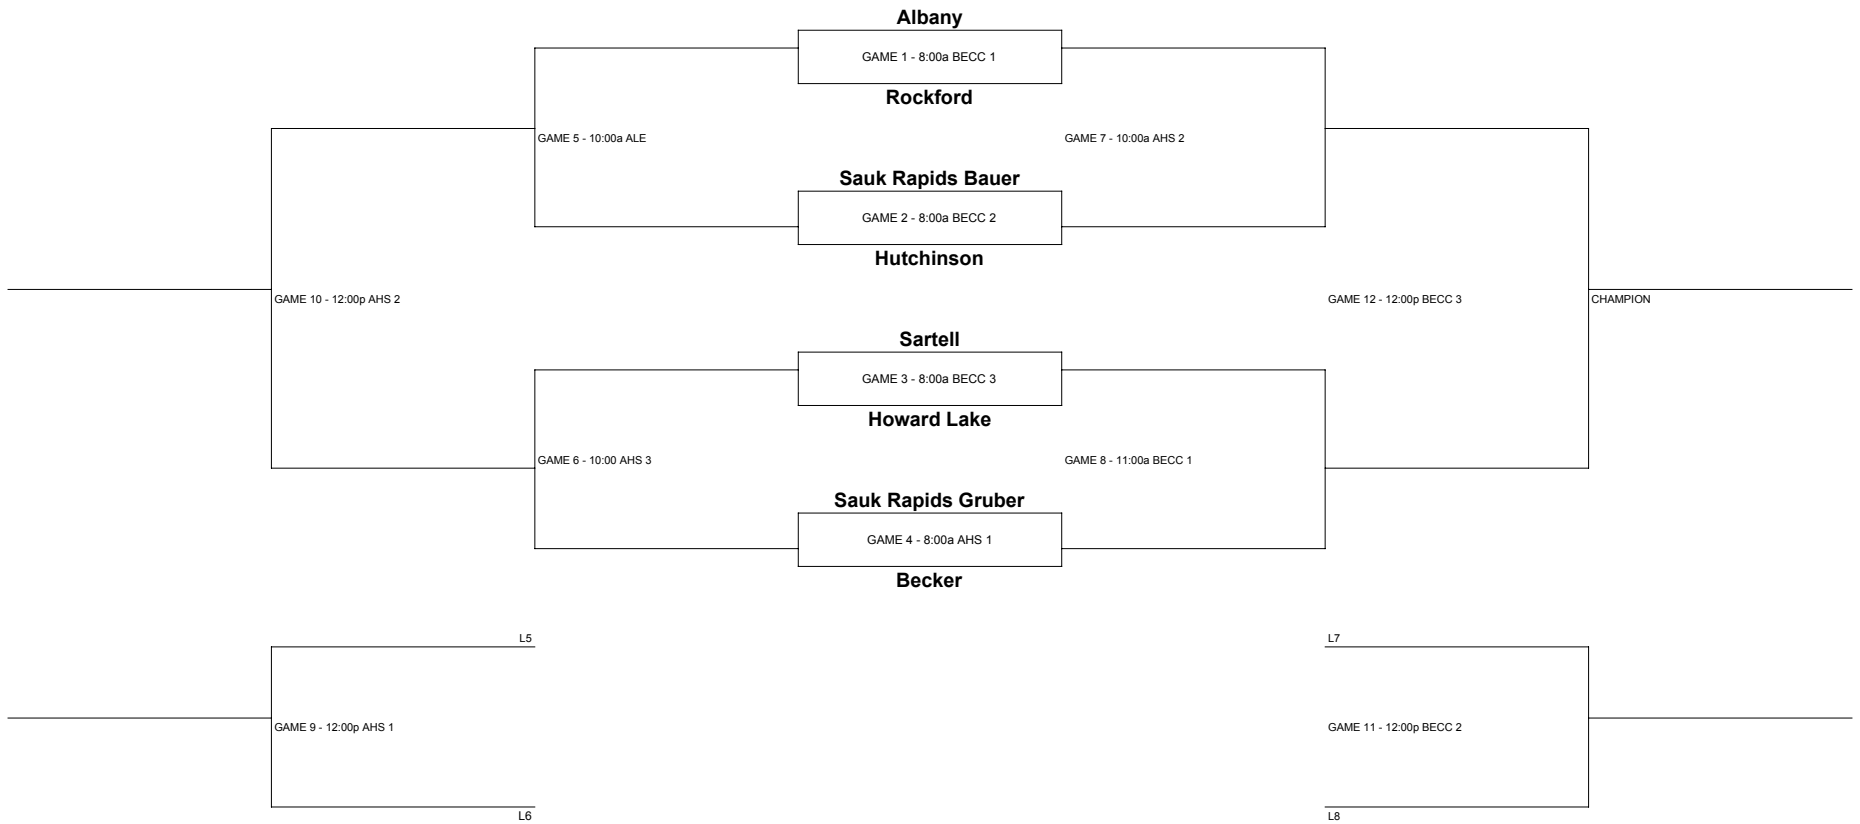 Albany
GAME 1 - 8:00a BECC 1
Rockford
GAME 5 - 10:00a ALE
GAME 7 - 10:00a AHS 2
Sauk Rapids Bauer
GAME 2 - 8:00a BECC 2
Hutchinson
GAME 10 - 12:00p AHS 2
GAME 12 - 12:00p BECC 3
CHAMPION
Sartell
GAME 3 - 8:00a BECC 3
Howard Lake
GAME 6 - 10:00 AHS 3
GAME 8 - 11:00a BECC 1
Sauk Rapids Gruber
GAME 4 - 8:00a AHS 1
Becker
L5
L7
GAME 9 - 12:00p AHS 1
GAME 11 - 12:00p BECC 2
L6
L8